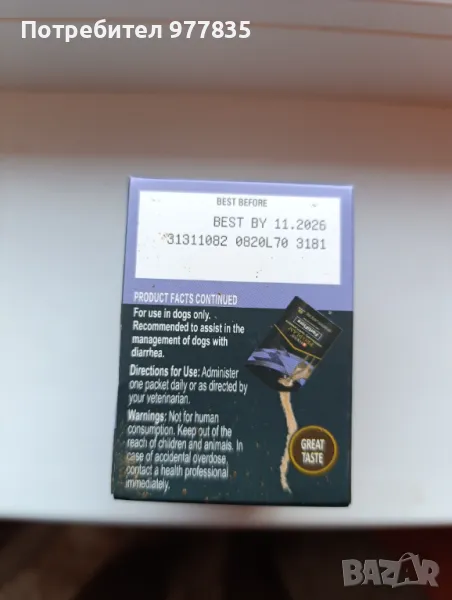 Потребител 977835
BEST BEFORE
BEST BY 11.2026
31311082 0820L70 3181
PRODUCT FACTS CONTINUED
For use in dogs only.
Recommended to assist in the
management of dogs with
diarrhea.
Directions for Use: Administer
one packet daily or as directed by
your veterinarian.
Warnings: Not for human
consumption. Keep out of the
reach of children and animals. In
case of accidental overdose,
contact a health professional
immediately.
GREAT
TASTE
BAZAR